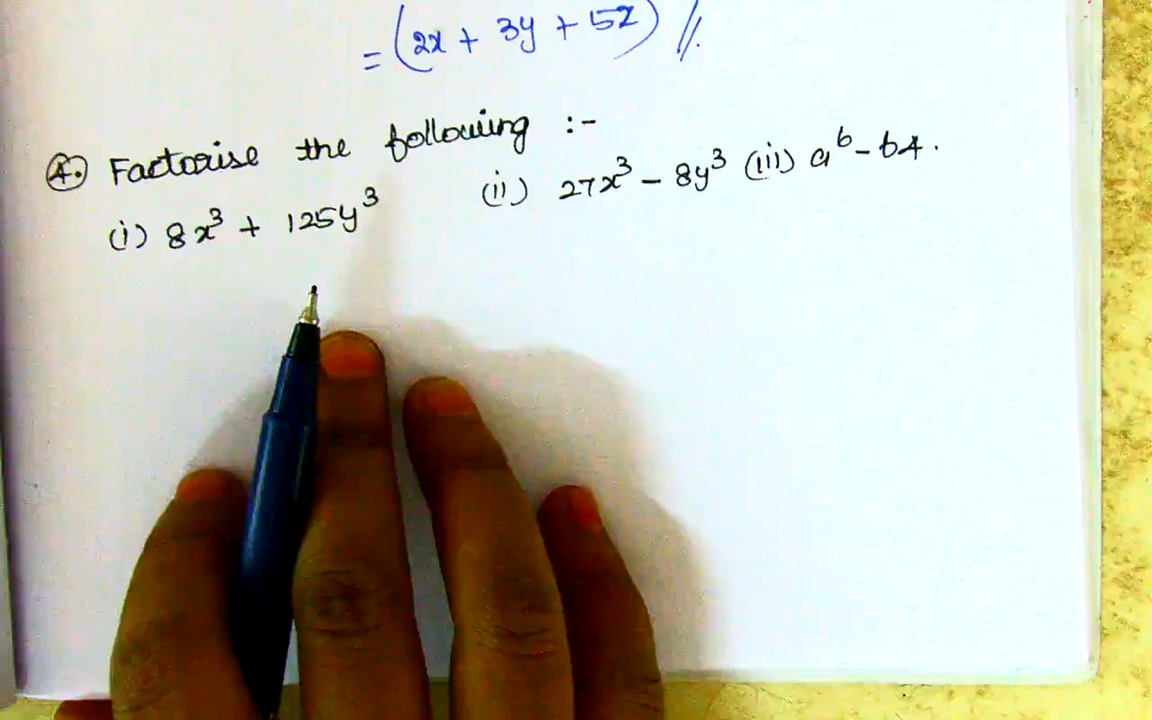 = (2x + 3y + 5z) //.
4. Factorise the following :-
(i) 8x³ + 125y³ (ii) 27x³ - 8y³ (iii) a⁶ - 64.